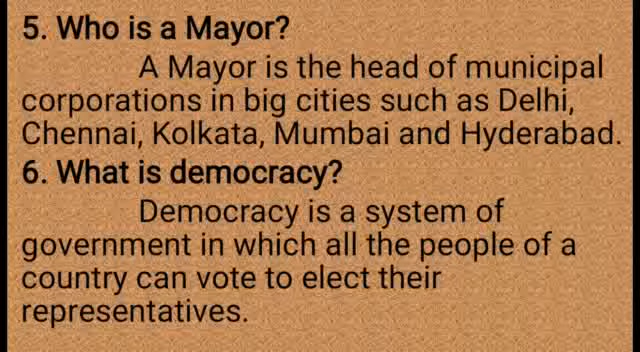 5. Who is a Mayor?
A Mayor is the head of municipal
corporations in big cities such as Delhi,
Chennai, Kolkata, Mumbai and Hyderabad.
6. What is democracy?
Democracy is a system of
government in which all the people of a
country can vote to elect their
representatives.